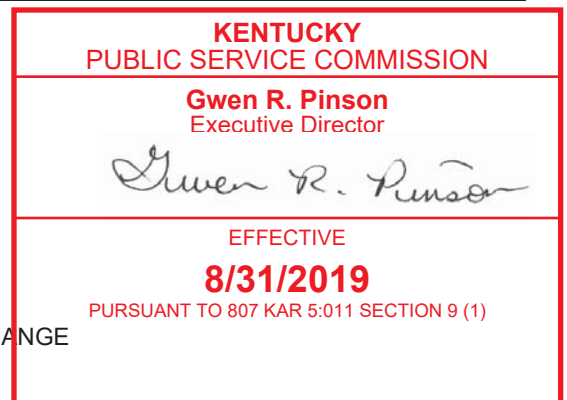 KENTUCKY
PUBLIC SERVICE COMMISSION
Gwen R. Pinson
Executive Director
Gwen R. Pinson
EFFECTIVE
8/31/2019
PURSUANT TO 807 KAR 5:011 SECTION 9 (1)
ANGE